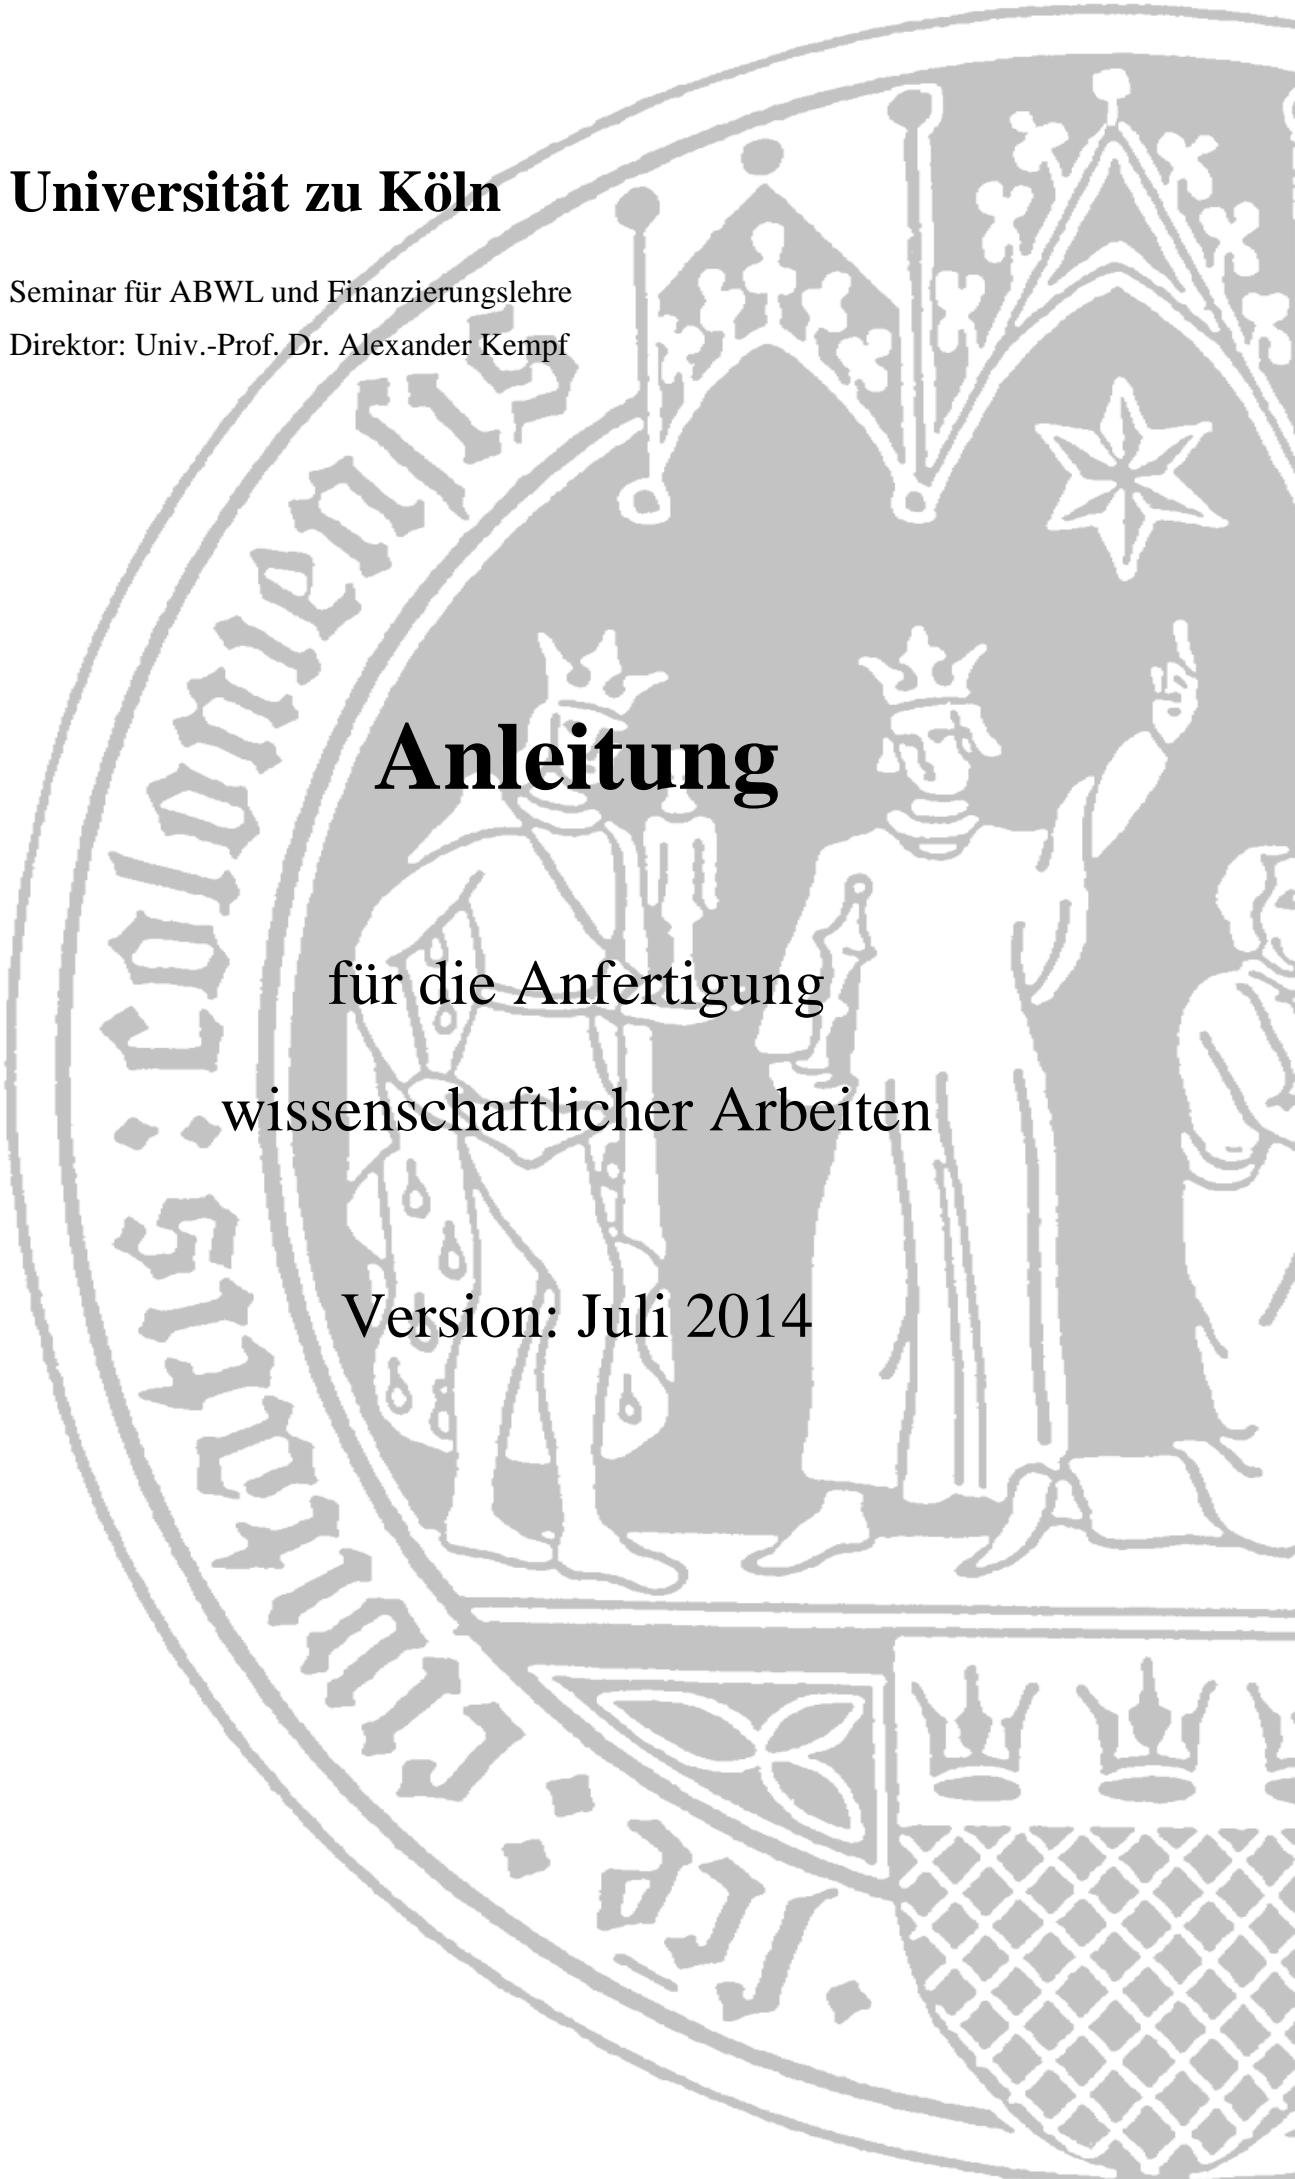 Universität zu Köln
Seminar für ABWL und Finanzierungslehre
Direktor: Univ.-Prof. Dr. Alexander Kempf
Anleitung
für die Anfertigung
wissenschaftlicher Arbeiten
Version: Juli 2014
coloniensis